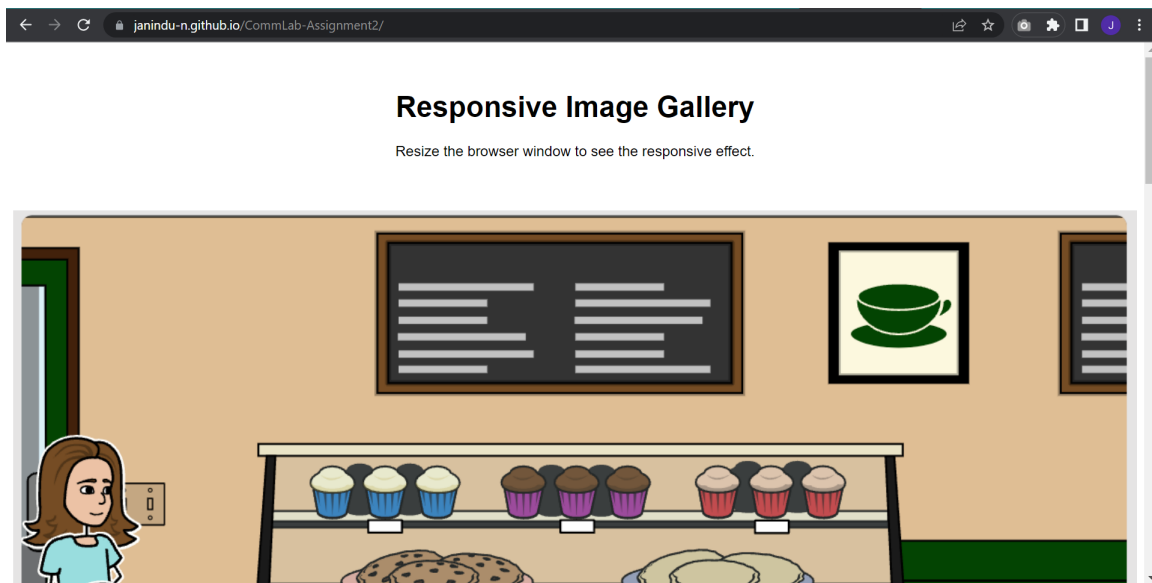 janindu-n.github.io/CommLab-Assignment2/
J
Responsive Image Gallery
Resize the browser window to see the responsive effect.